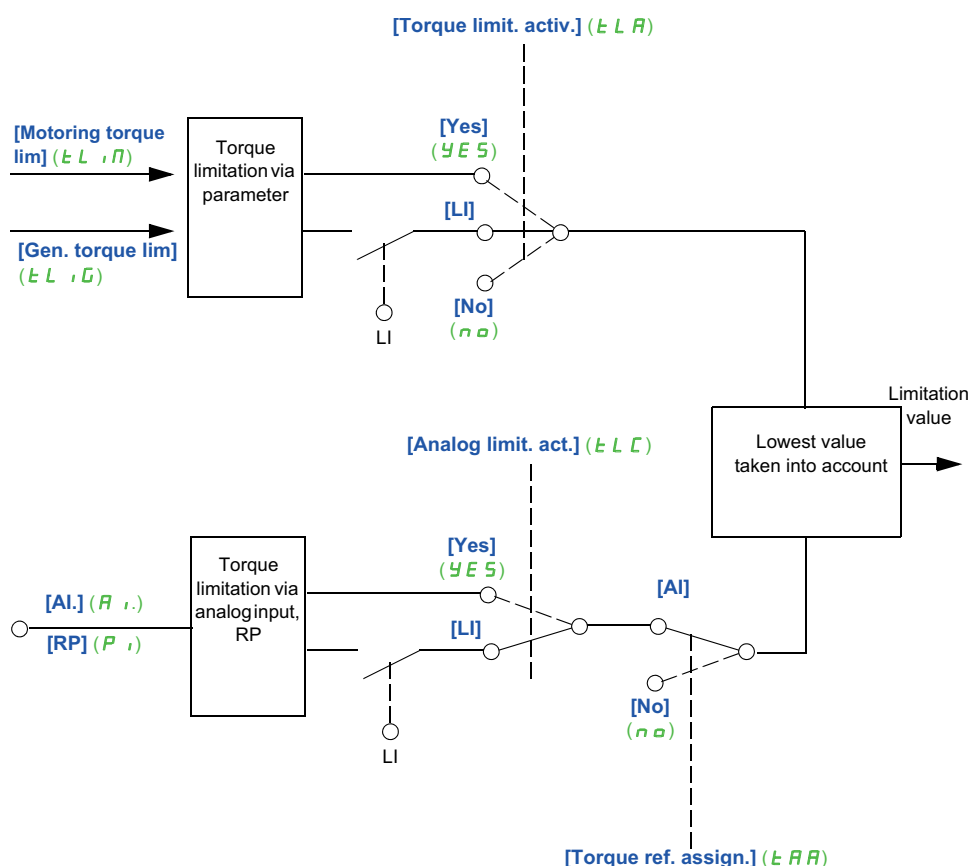 [Torque limit. activ.] (tLA)
[Motoring torque
lim] (tLiM)
Torque
limitation via
parameter
[Yes]
(YES)
[LI]
[Gen. torque lim]
(tLiG)
[No]
(no)
LI
Limitation
value
Lowest value
taken into account
[Analog limit. act.] (tLC)
[Yes]
(YES)
Torque
limitation via
analog input,
RP
[AI.] (Ai.)
[RP] (Pi)
[LI]
[AI]
[No]
(no)
LI
[Torque ref. assign.] (tAA)